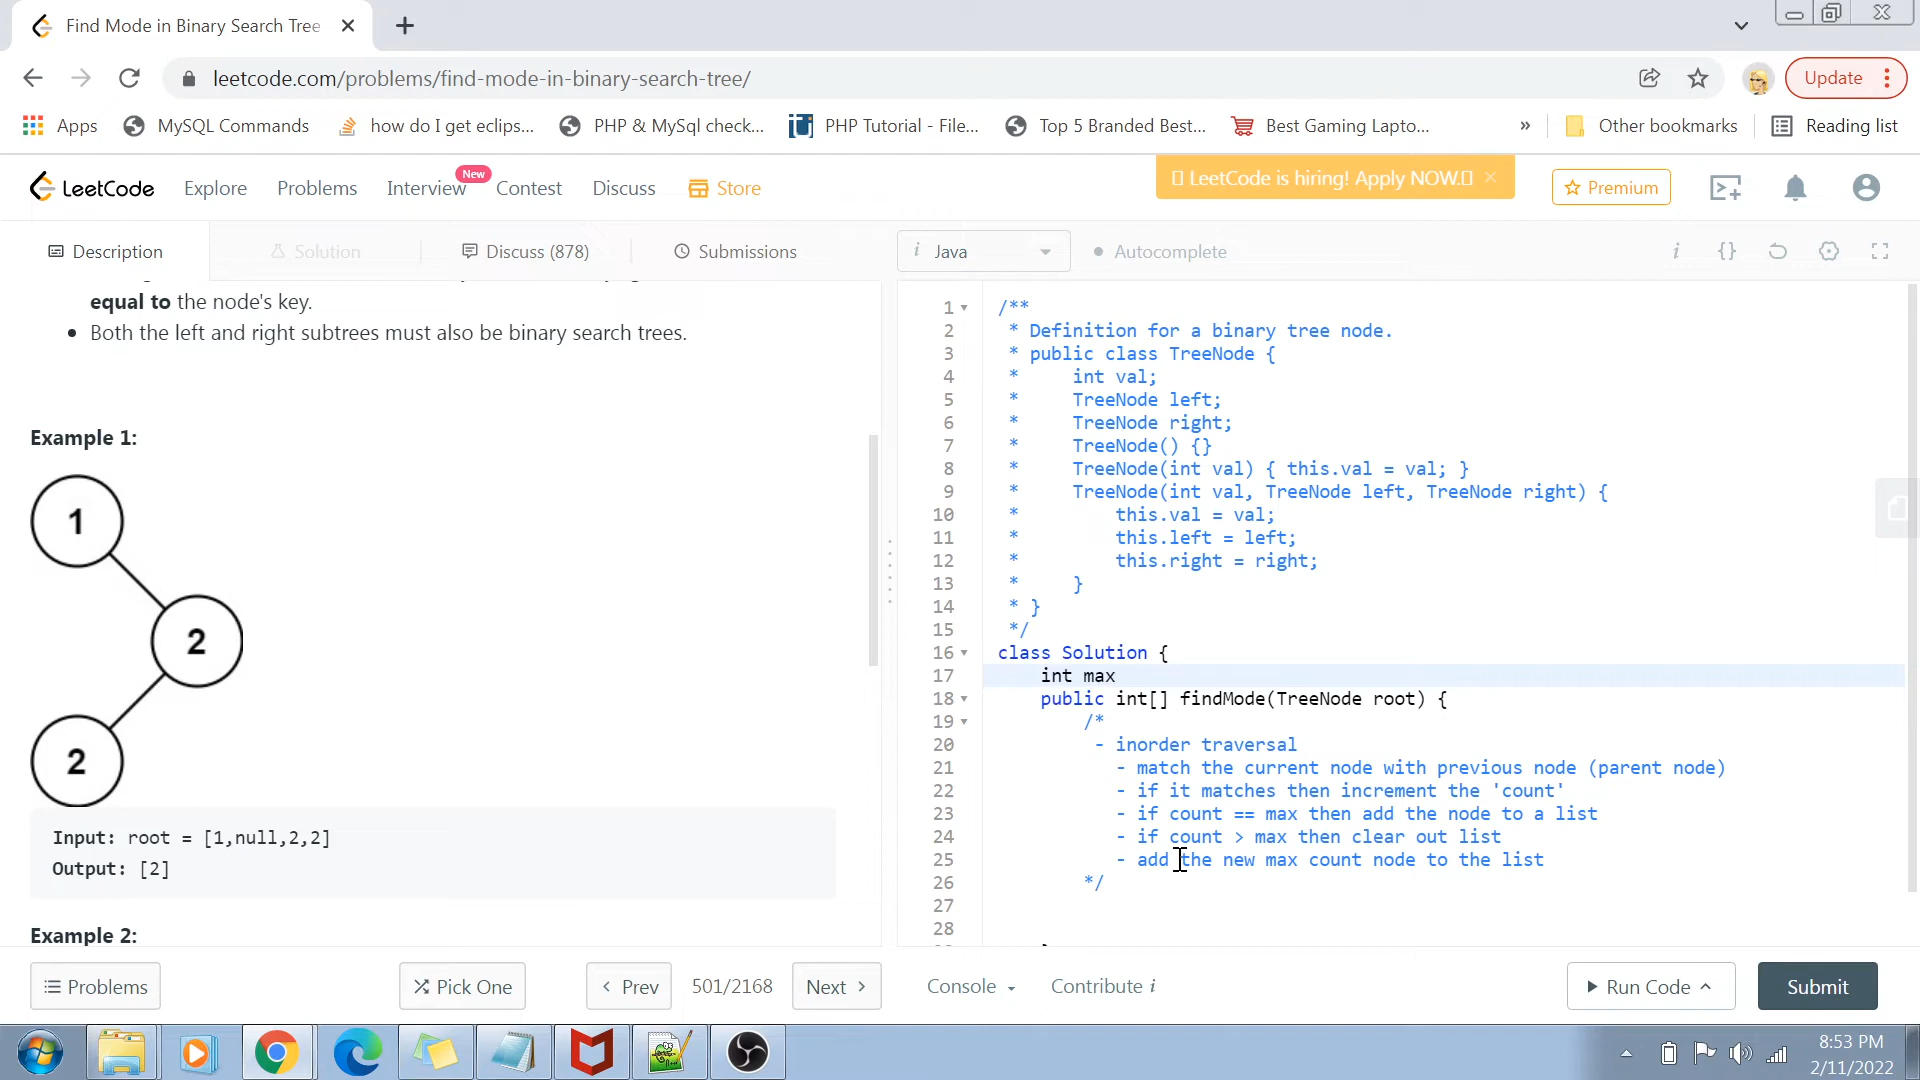 Find Mode in Binary Search Tree
leetcode.com/problems/find-mode-in-binary-search-tree/
Update
Apps
MySQL Commands
how do I get eclips...
PHP & MySql check...
PHP Tutorial - File...
Top 5 Branded Best...
Best Gaming Lapto...
»
Other bookmarks
Reading list
LeetCode
Explore
Problems
Interview
New
Contest
Discuss
Store
LeetCode is hiring! Apply NOW.
Premium
Description
Solution
Discuss (878)
Submissions
i Java
Autocomplete
i {}
equal to the node's key.
• Both the left and right subtrees must also be binary search trees.
Example 1:
1
2
2
Input: root = [1,null,2,2]
Output: [2]
Example 2:
1 /**
2 * Definition for a binary tree node.
3 * public class TreeNode {
4 *     int val;
5 *     TreeNode left;
6 *     TreeNode right;
7 *     TreeNode() {}
8 *     TreeNode(int val) { this.val = val; }
9 *     TreeNode(int val, TreeNode left, TreeNode right) {
10 *         this.val = val;
11 *         this.left = left;
12 *         this.right = right;
13 *     }
14 * }
15 */
16 class Solution {
17     int max
18     public int[] findMode(TreeNode root) {
19         /*
20          - inorder traversal
21            - match the current node with previous node (parent node)
22            - if it matches then increment the 'count'
23            - if count == max then add the node to a list
24            - if count > max then clear out list
25            - add the new max count node to the list
26         */
27
28
Problems
Pick One
Prev
501/2168
Next
Console
Contribute i
Run Code
Submit
8:53 PM
2/11/2022